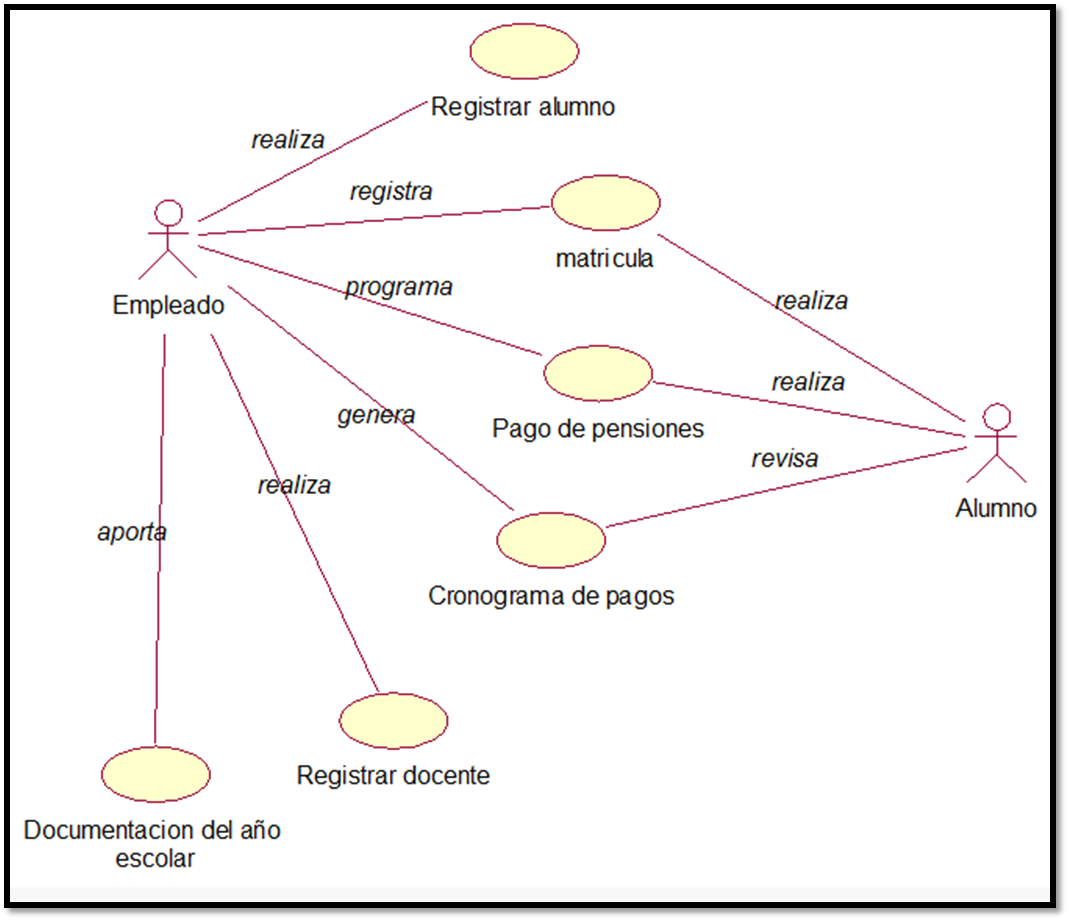 Registrar alumno
realiza
registra
matricula
Empleado
programa
realiza
realiza
genera
Pago de pensiones
revisa
realiza
Alumno
aporta
Cronograma de pagos
Registrar docente
Documentacion del año
escolar